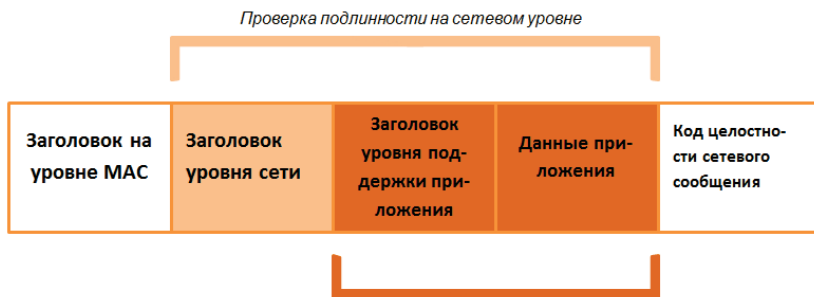 Проверка подлинности на сетевом уровне
Заголовок на
уровне MAC
Заголовок
уровня сети
Заголовок
уровня под-
держки при-
ложения
Данные при-
ложения
Код целостно-
сти сетевого
сообщения